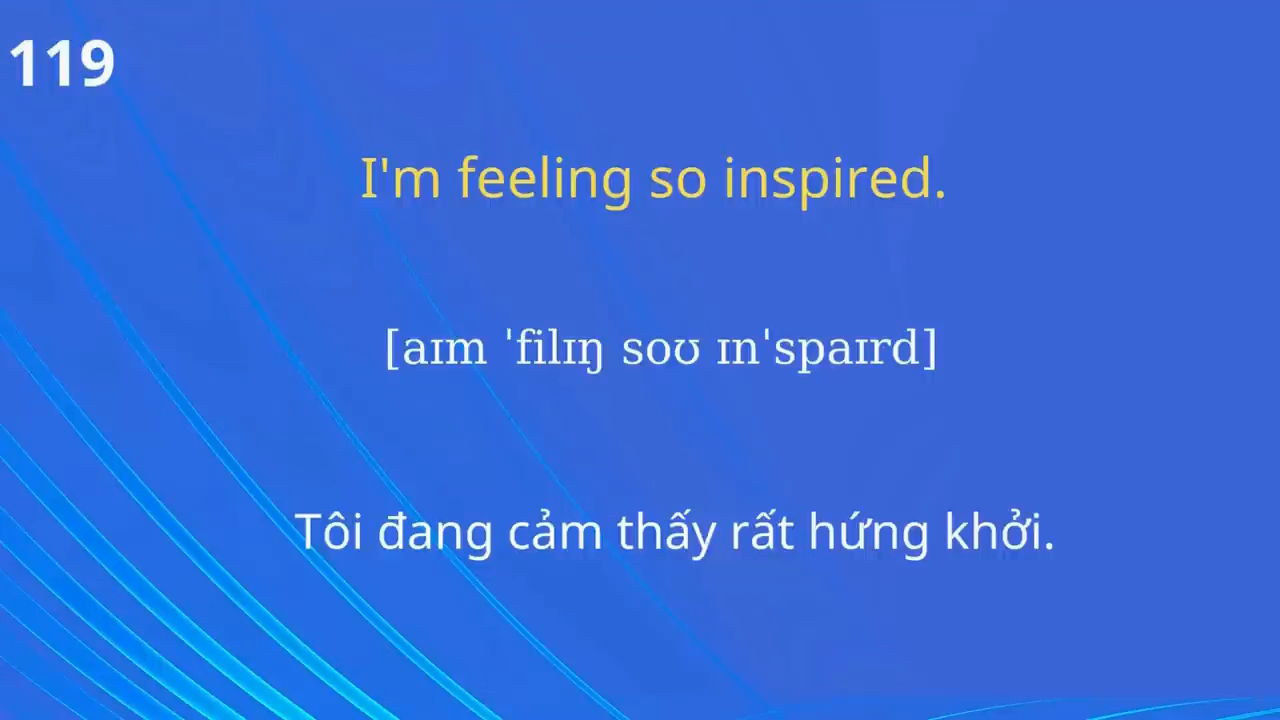 119
I'm feeling so inspired.
[aɪm ˈfilɪŋ soʊ ɪnˈspaɪrd]
Tôi đang cảm thấy rất hứng khởi.